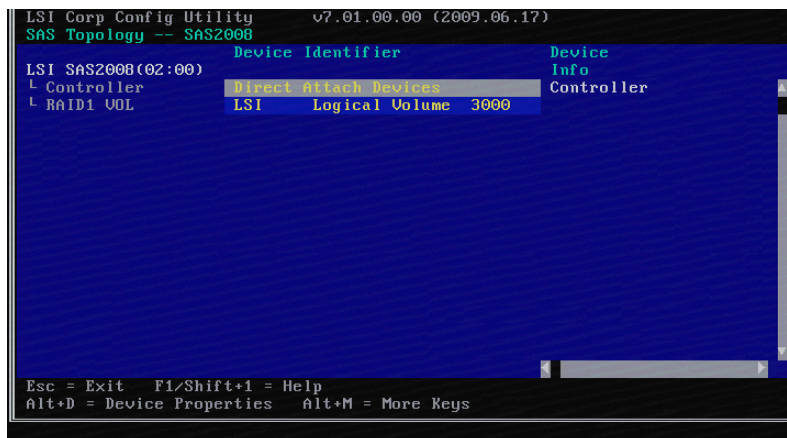 LSI Corp Config Utility v7.01.00.00 (2009.06.17)
SAS Topology -- SAS2008
Device Identifier Device
LSI SAS2008(02:00) Info
└ Controller Direct Attach Devices Controller
└ RAID1 VOL LSI Logical Volume 3000
Esc = Exit F1/Shift+1 = Help
Alt+D = Device Properties Alt+M = More Keys